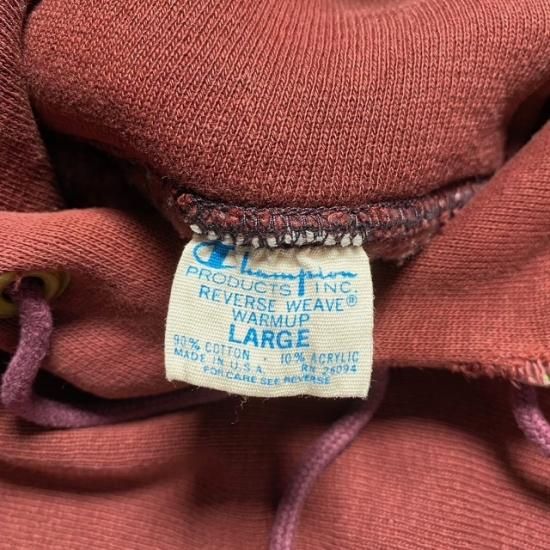 Champion
PRODUCTS INC.
REVERSE WEAVE®
WARMUP
LARGE
90% COTTON · 10% ACRYLIC
MADE IN U.S.A. RN 26094
FOR CARE SEE REVERSE